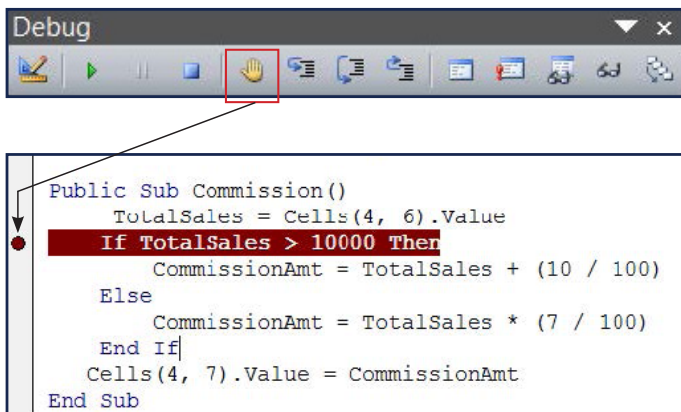 Debug
Public Sub Commission()
TotalSales = Cells(4, 6).Value
If TotalSales > 10000 Then
CommissionAmt = TotalSales + (10 / 100)
Else
CommissionAmt = TotalSales * (7 / 100)
End If
Cells(4, 7).Value = CommissionAmt
End Sub